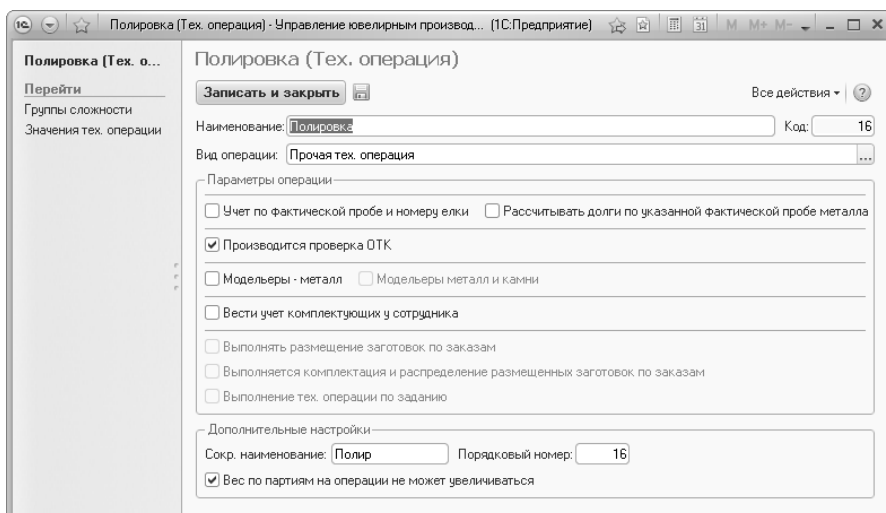 1С Полировка (Тех. операция) - Управление ювелирным производ... (1С:Предприятие) 31 M M+ M-
Полировка (Тех. о...
Перейти
Группы сложности
Значения тех. операции
Полировка (Тех. операция)
Записать и закрыть Все действия ?
Наименование: Полировка Код: 16
Вид операции: Прочая тех. операция ...
Параметры операции
Учет по фактической пробе и номеру елки Рассчитывать долги по указанной фактической пробе металла
Производится проверка ОТК
Модельеры - металл Модельеры металл и камни
Вести учет комплектующих у сотрудника
Выполнять размещение заготовок по заказам
Выполняется комплектация и распределение размещенных заготовок по заказам
Выполнение тех. операции по заданию
Дополнительные настройки
Сокр. наименование: Полир Порядковый номер: 16
Вес по партиям на операции не может увеличиваться